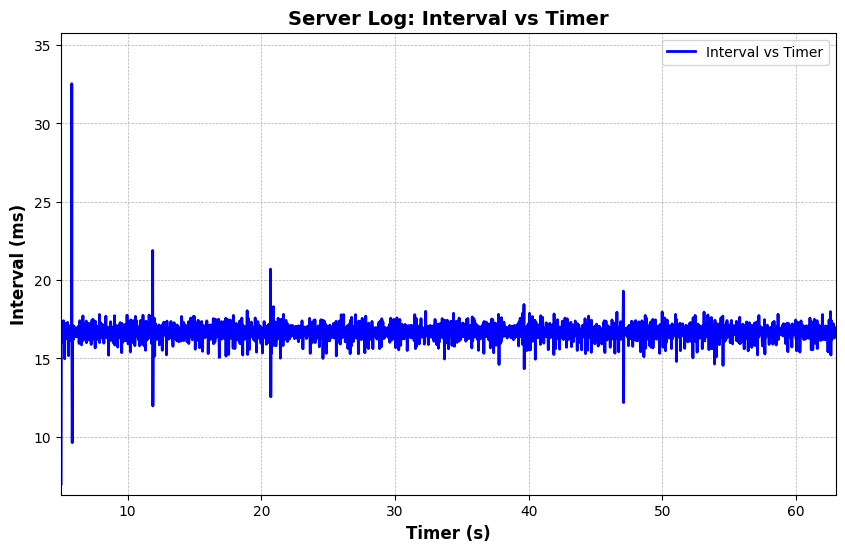 Server Log: Interval vs Timer
Interval vs Timer
35
30
25
20
15
10
Interval (ms)
10 20 30 40 50 60
Timer (s)